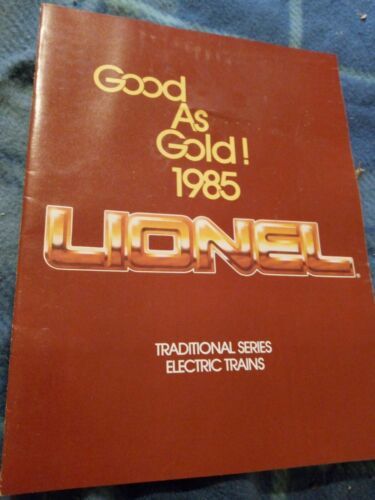 Good
As
Gold!
1985
LIONEL®
TRADITIONAL SERIES
ELECTRIC TRAINS